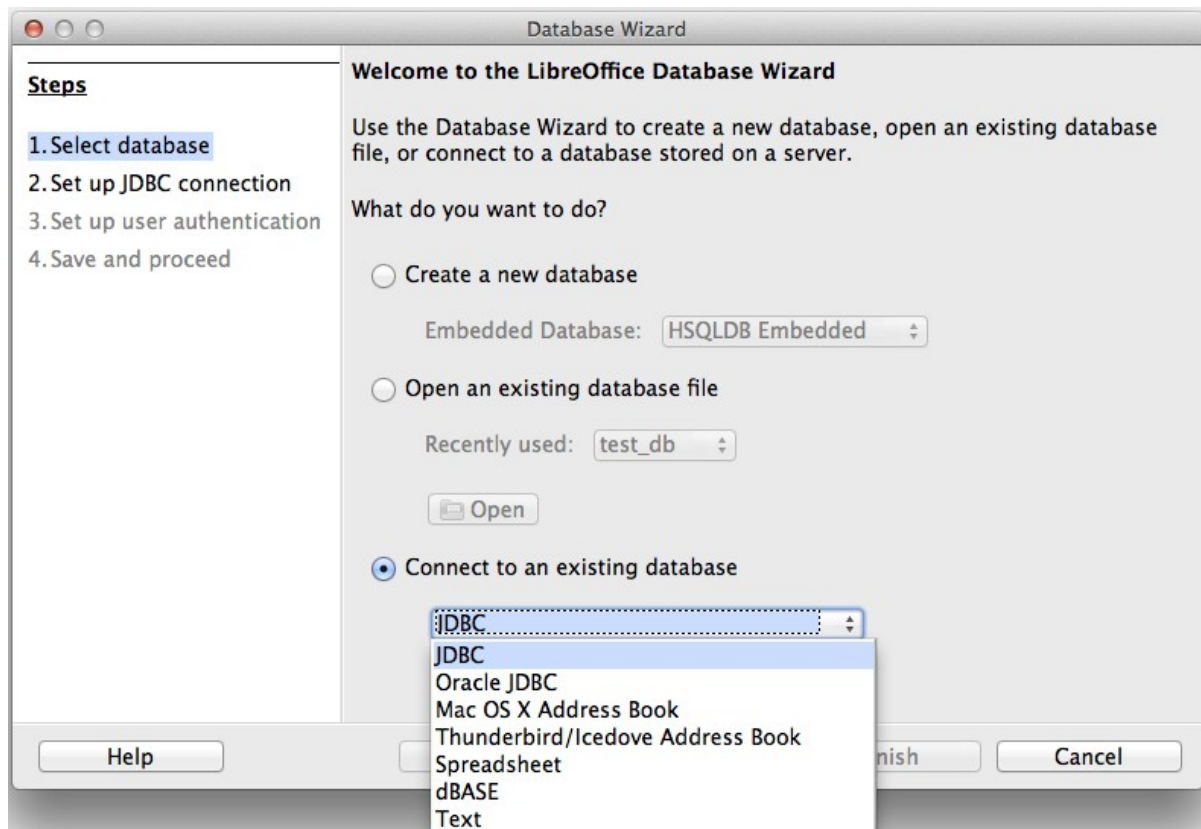 Database Wizard
Steps
1. Select database
2. Set up JDBC connection
3. Set up user authentication
4. Save and proceed
Welcome to the LibreOffice Database Wizard
Use the Database Wizard to create a new database, open an existing database
file, or connect to a database stored on a server.
What do you want to do?
Create a new database
Embedded Database: HSQLDB Embedded
Open an existing database file
Recently used: test_db
Open
Connect to an existing database
JDBC
JDBC
Oracle JDBC
Mac OS X Address Book
Thunderbird/Icedove Address Book
Spreadsheet
dBASE
Text
Help
nish
Cancel